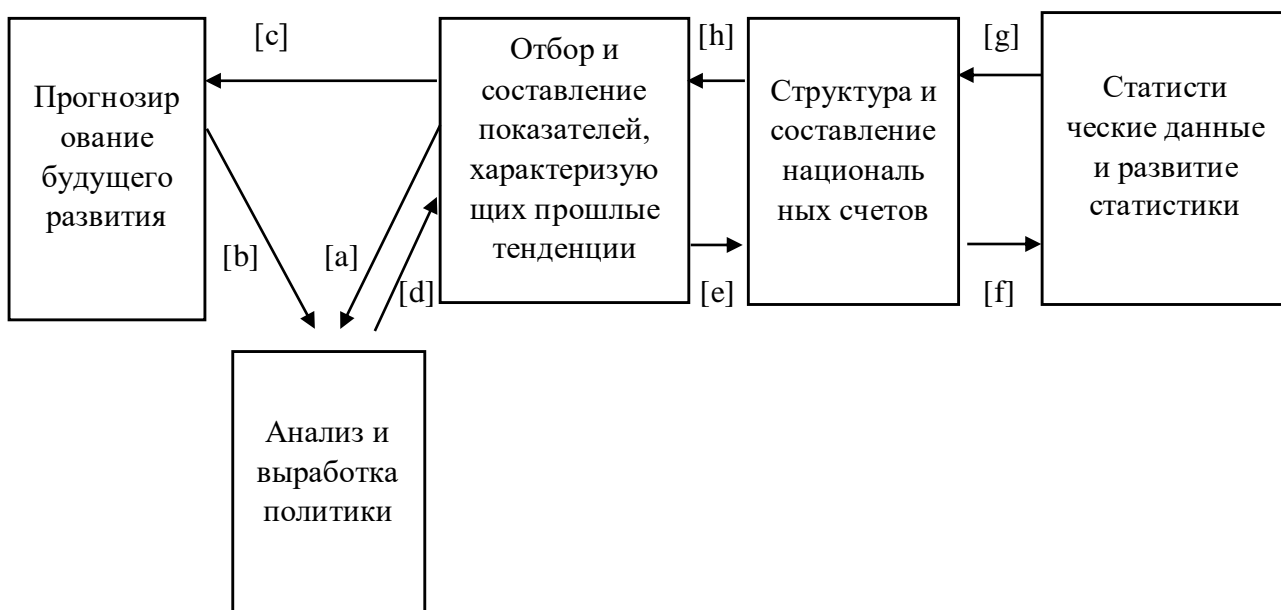 [c]
[h]
[g]
Прогнозир
ование
будущего
развития
Отбор и
составление
показателей,
характеризую
щих прошлые
тенденции
Структура и
составление
националь
ных счетов
Статисти
ческие данные
и развитие
статистики
[b]
[a]
[d]
[e]
[f]
Анализ и
выработка
политики